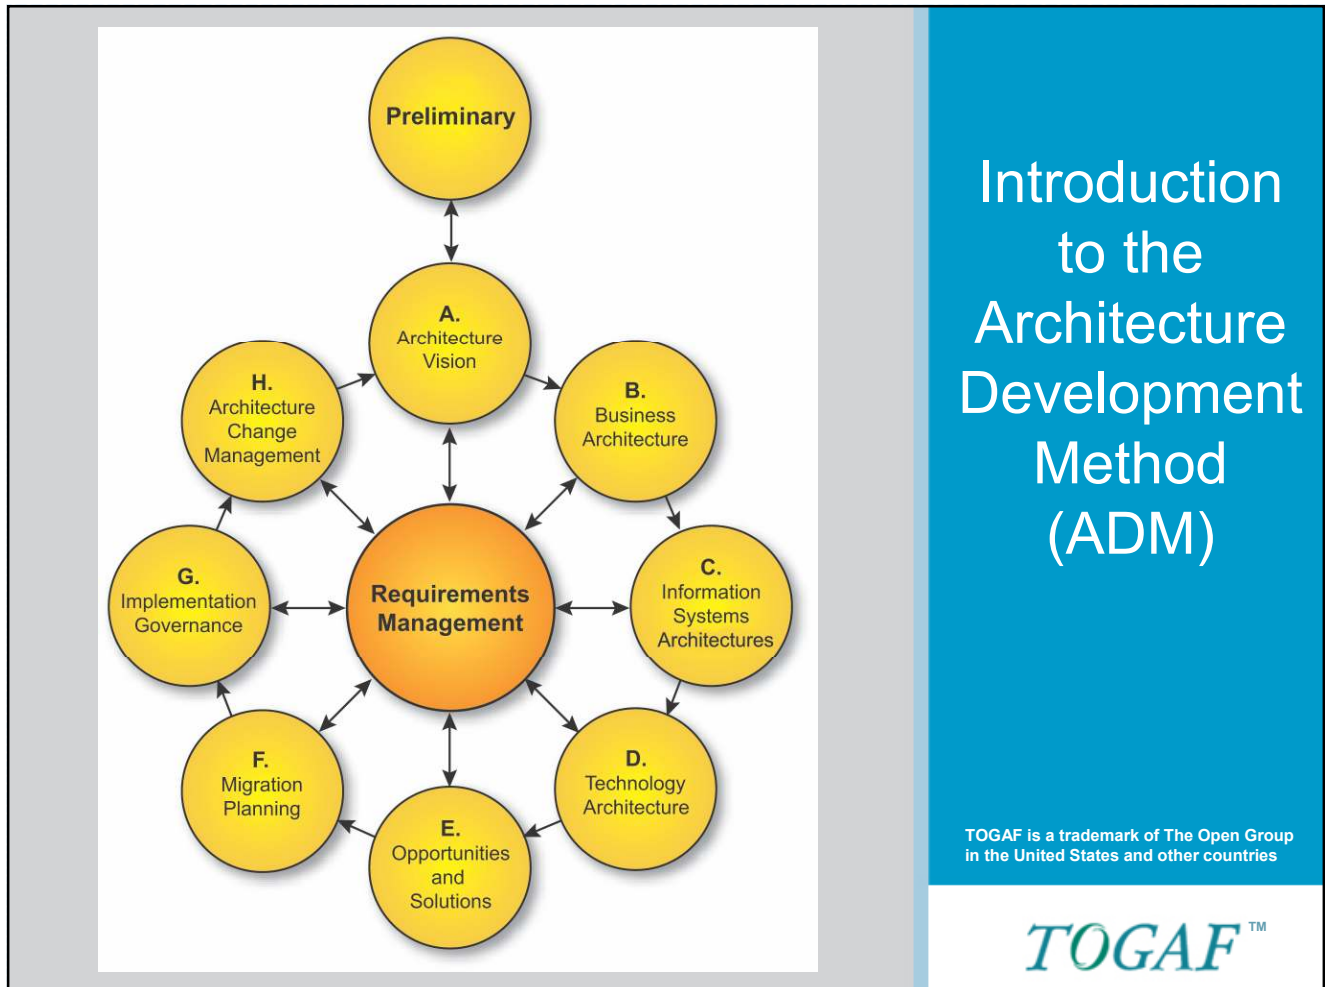 Preliminary
A.
Architecture
Vision
B.
Business
Architecture
C.
Information
Systems
Architectures
D.
Technology
Architecture
E.
Opportunities
and
Solutions
F.
Migration
Planning
G.
Implementation
Governance
H.
Architecture
Change
Management
Requirements
Management
Introduction
to the
Architecture
Development
Method
(ADM)
TOGAF is a trademark of The Open Group
in the United States and other countries
TOGAF™